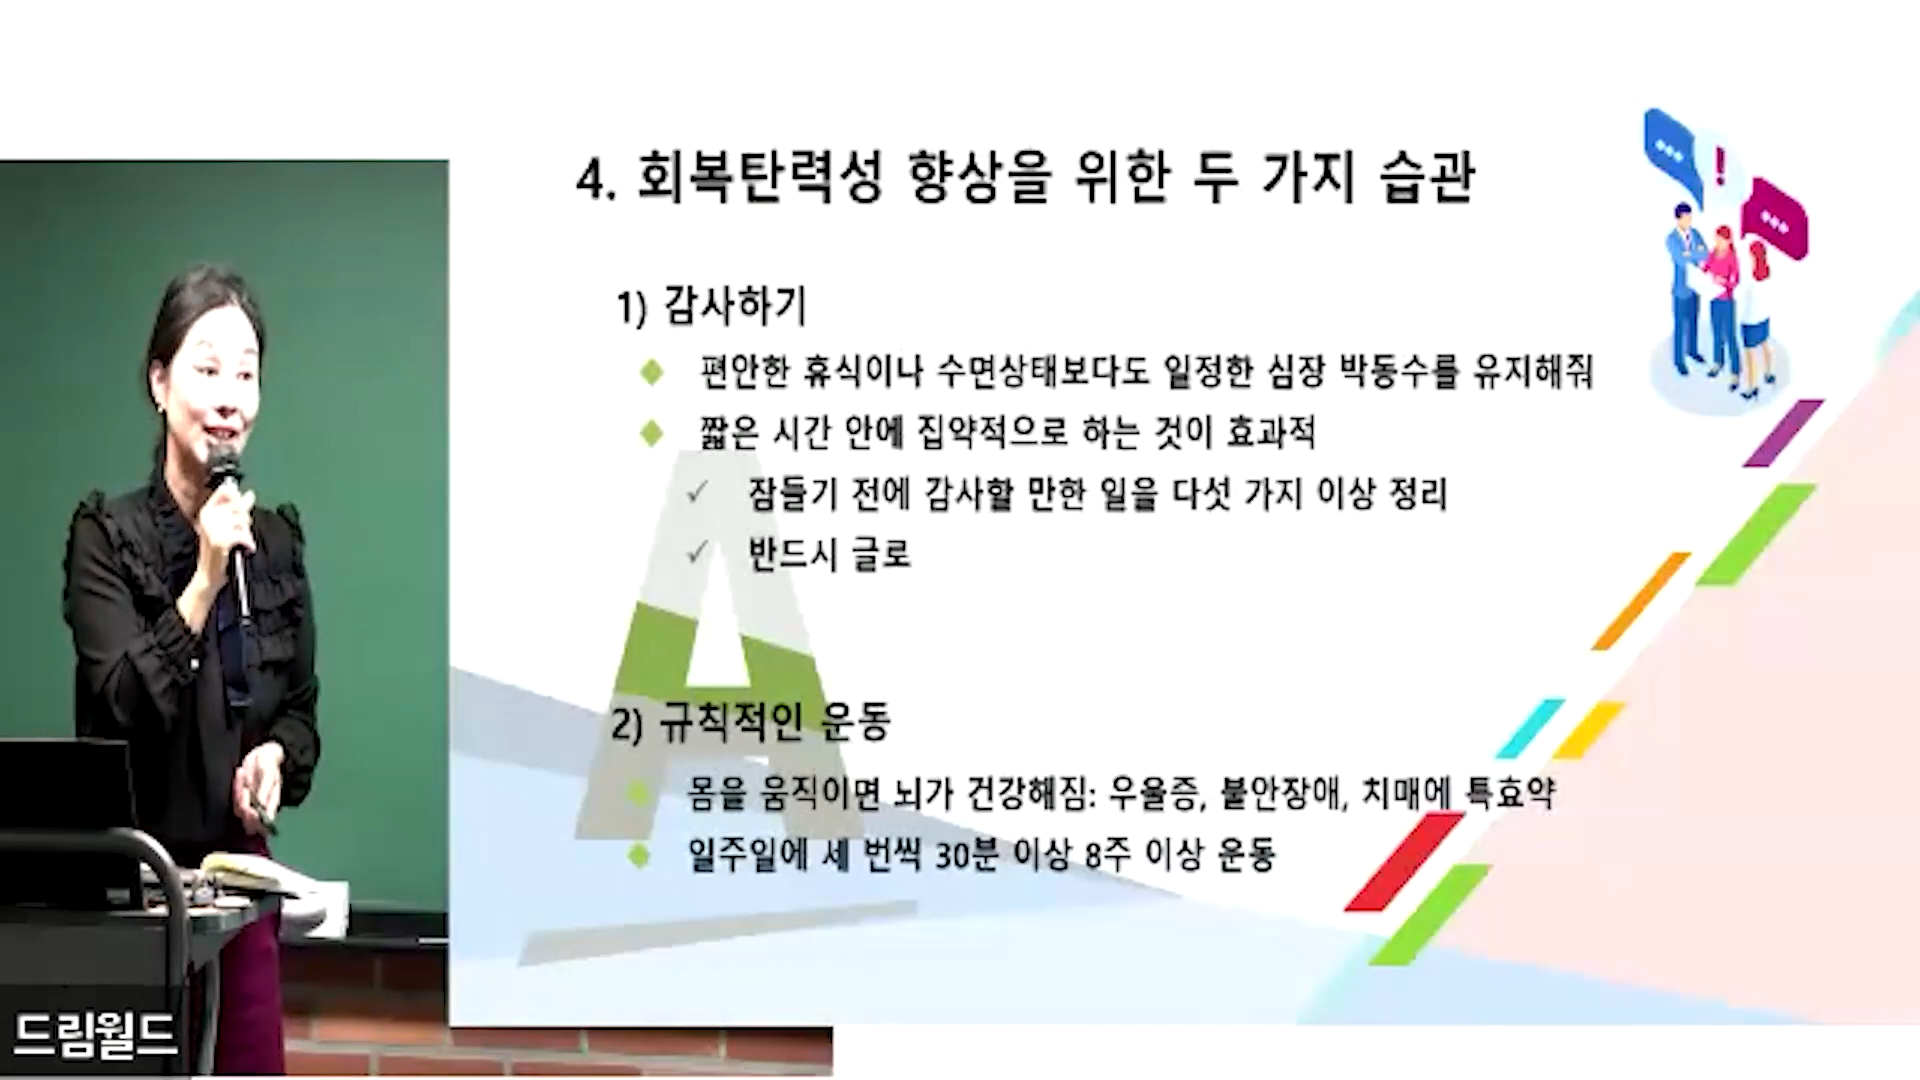 4. 회복탄력성 향상을 위한 두 가지 습관
1) 감사하기
편안한 휴식이나 수면상태보다도 일정한 심장 박동수를 유지해줘
짧은 시간 안에 집약적으로 하는 것이 효과적
잠들기 전에 감사할 만한 일을 다섯 가지 이상 정리
반드시 글로
2) 규칙적인 운동
몸을 움직이면 뇌가 건강해짐: 우울증, 불안장애, 치매에 특효약
일주일에 세 번씩 30분 이상 8주 이상 운동
드림월드